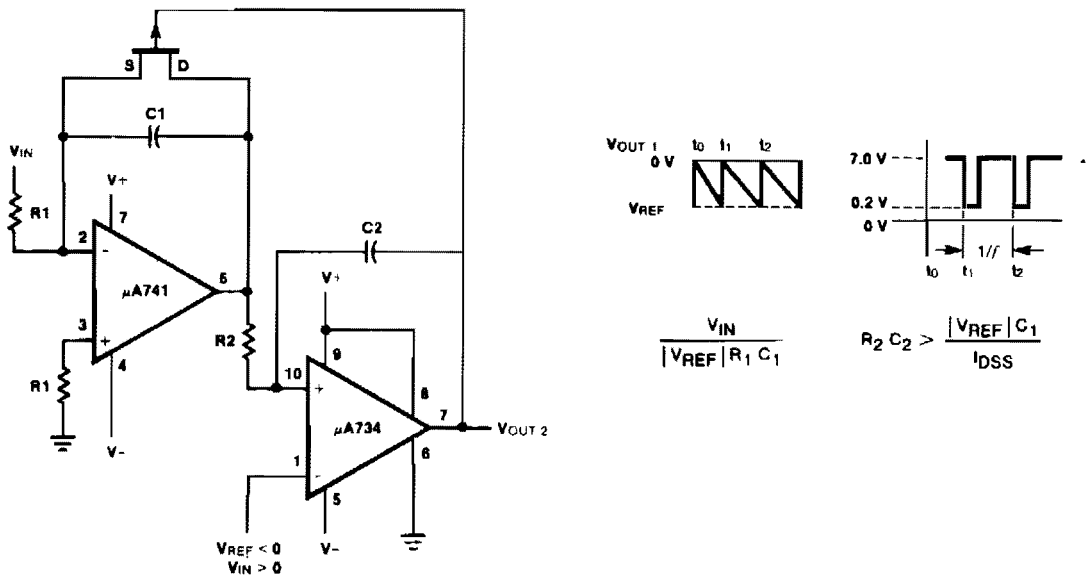 S D
C1
VIN
V+
R1
7
2 -
μA741
6
3 +
4
R1
V-
R2
C2
V+
9
10 +
8
μA734
7
VOUT 2
6
1 -
5
V-
VREF < 0
VIN > 0
VOUT 1
0 V
VREF
t0 t1 t2
7.0 V
0.2 V
0 V
1/f
t0 t1 t2
VIN
|VREF| R1 C1
R2 C2 > |VREF| C1
IDSS